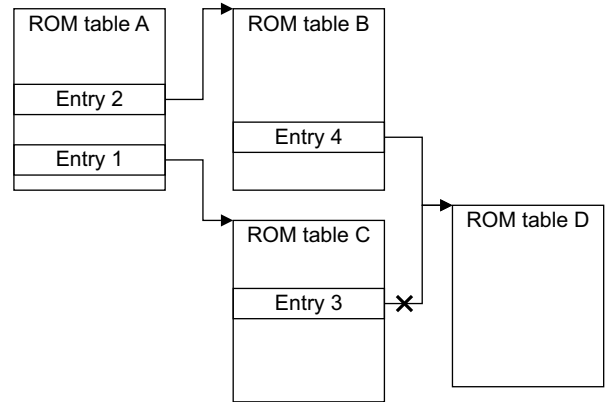 ROM table A
Entry 2
Entry 1
ROM table B
Entry 4
ROM table C
Entry 3
ROM table D